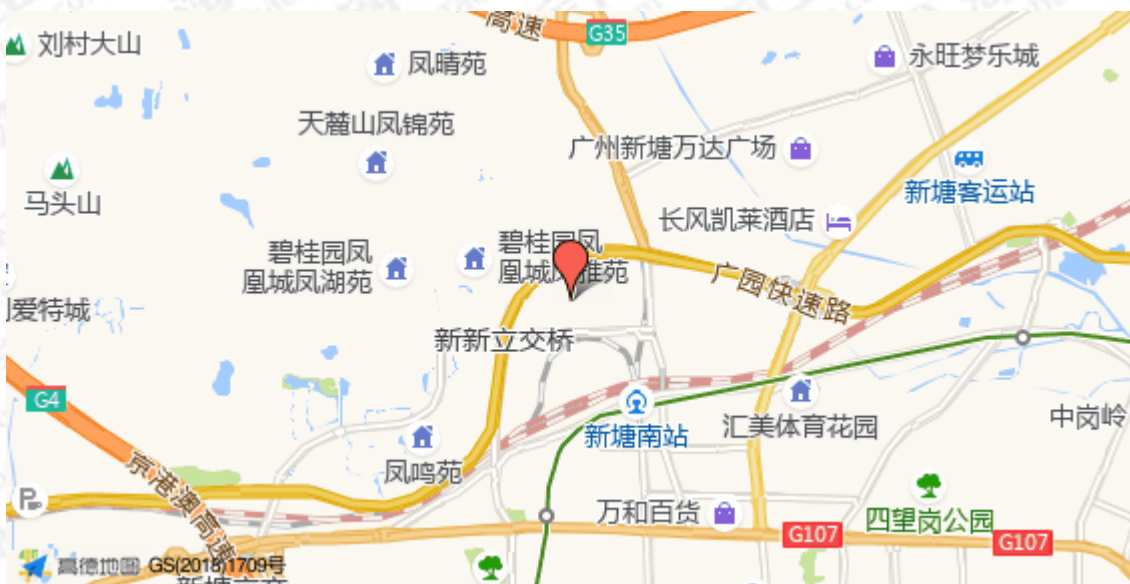 高速
G35
刘村大山
凤晴苑
永旺梦乐城
天麓山凤锦苑
广州新塘万达广场
马头山
新塘客运站
长风凯莱酒店
碧桂园凤
凰城凤湖苑
碧桂园凤
凰城凤雅苑
广园快速路
爱特城
新新立交桥
G4
新塘南站
汇美体育花园
中岗岭
凤鸣苑
京港澳高速
P
万和百货
四望岗公园
G107
G107
高德地图 GS(2018)1709号